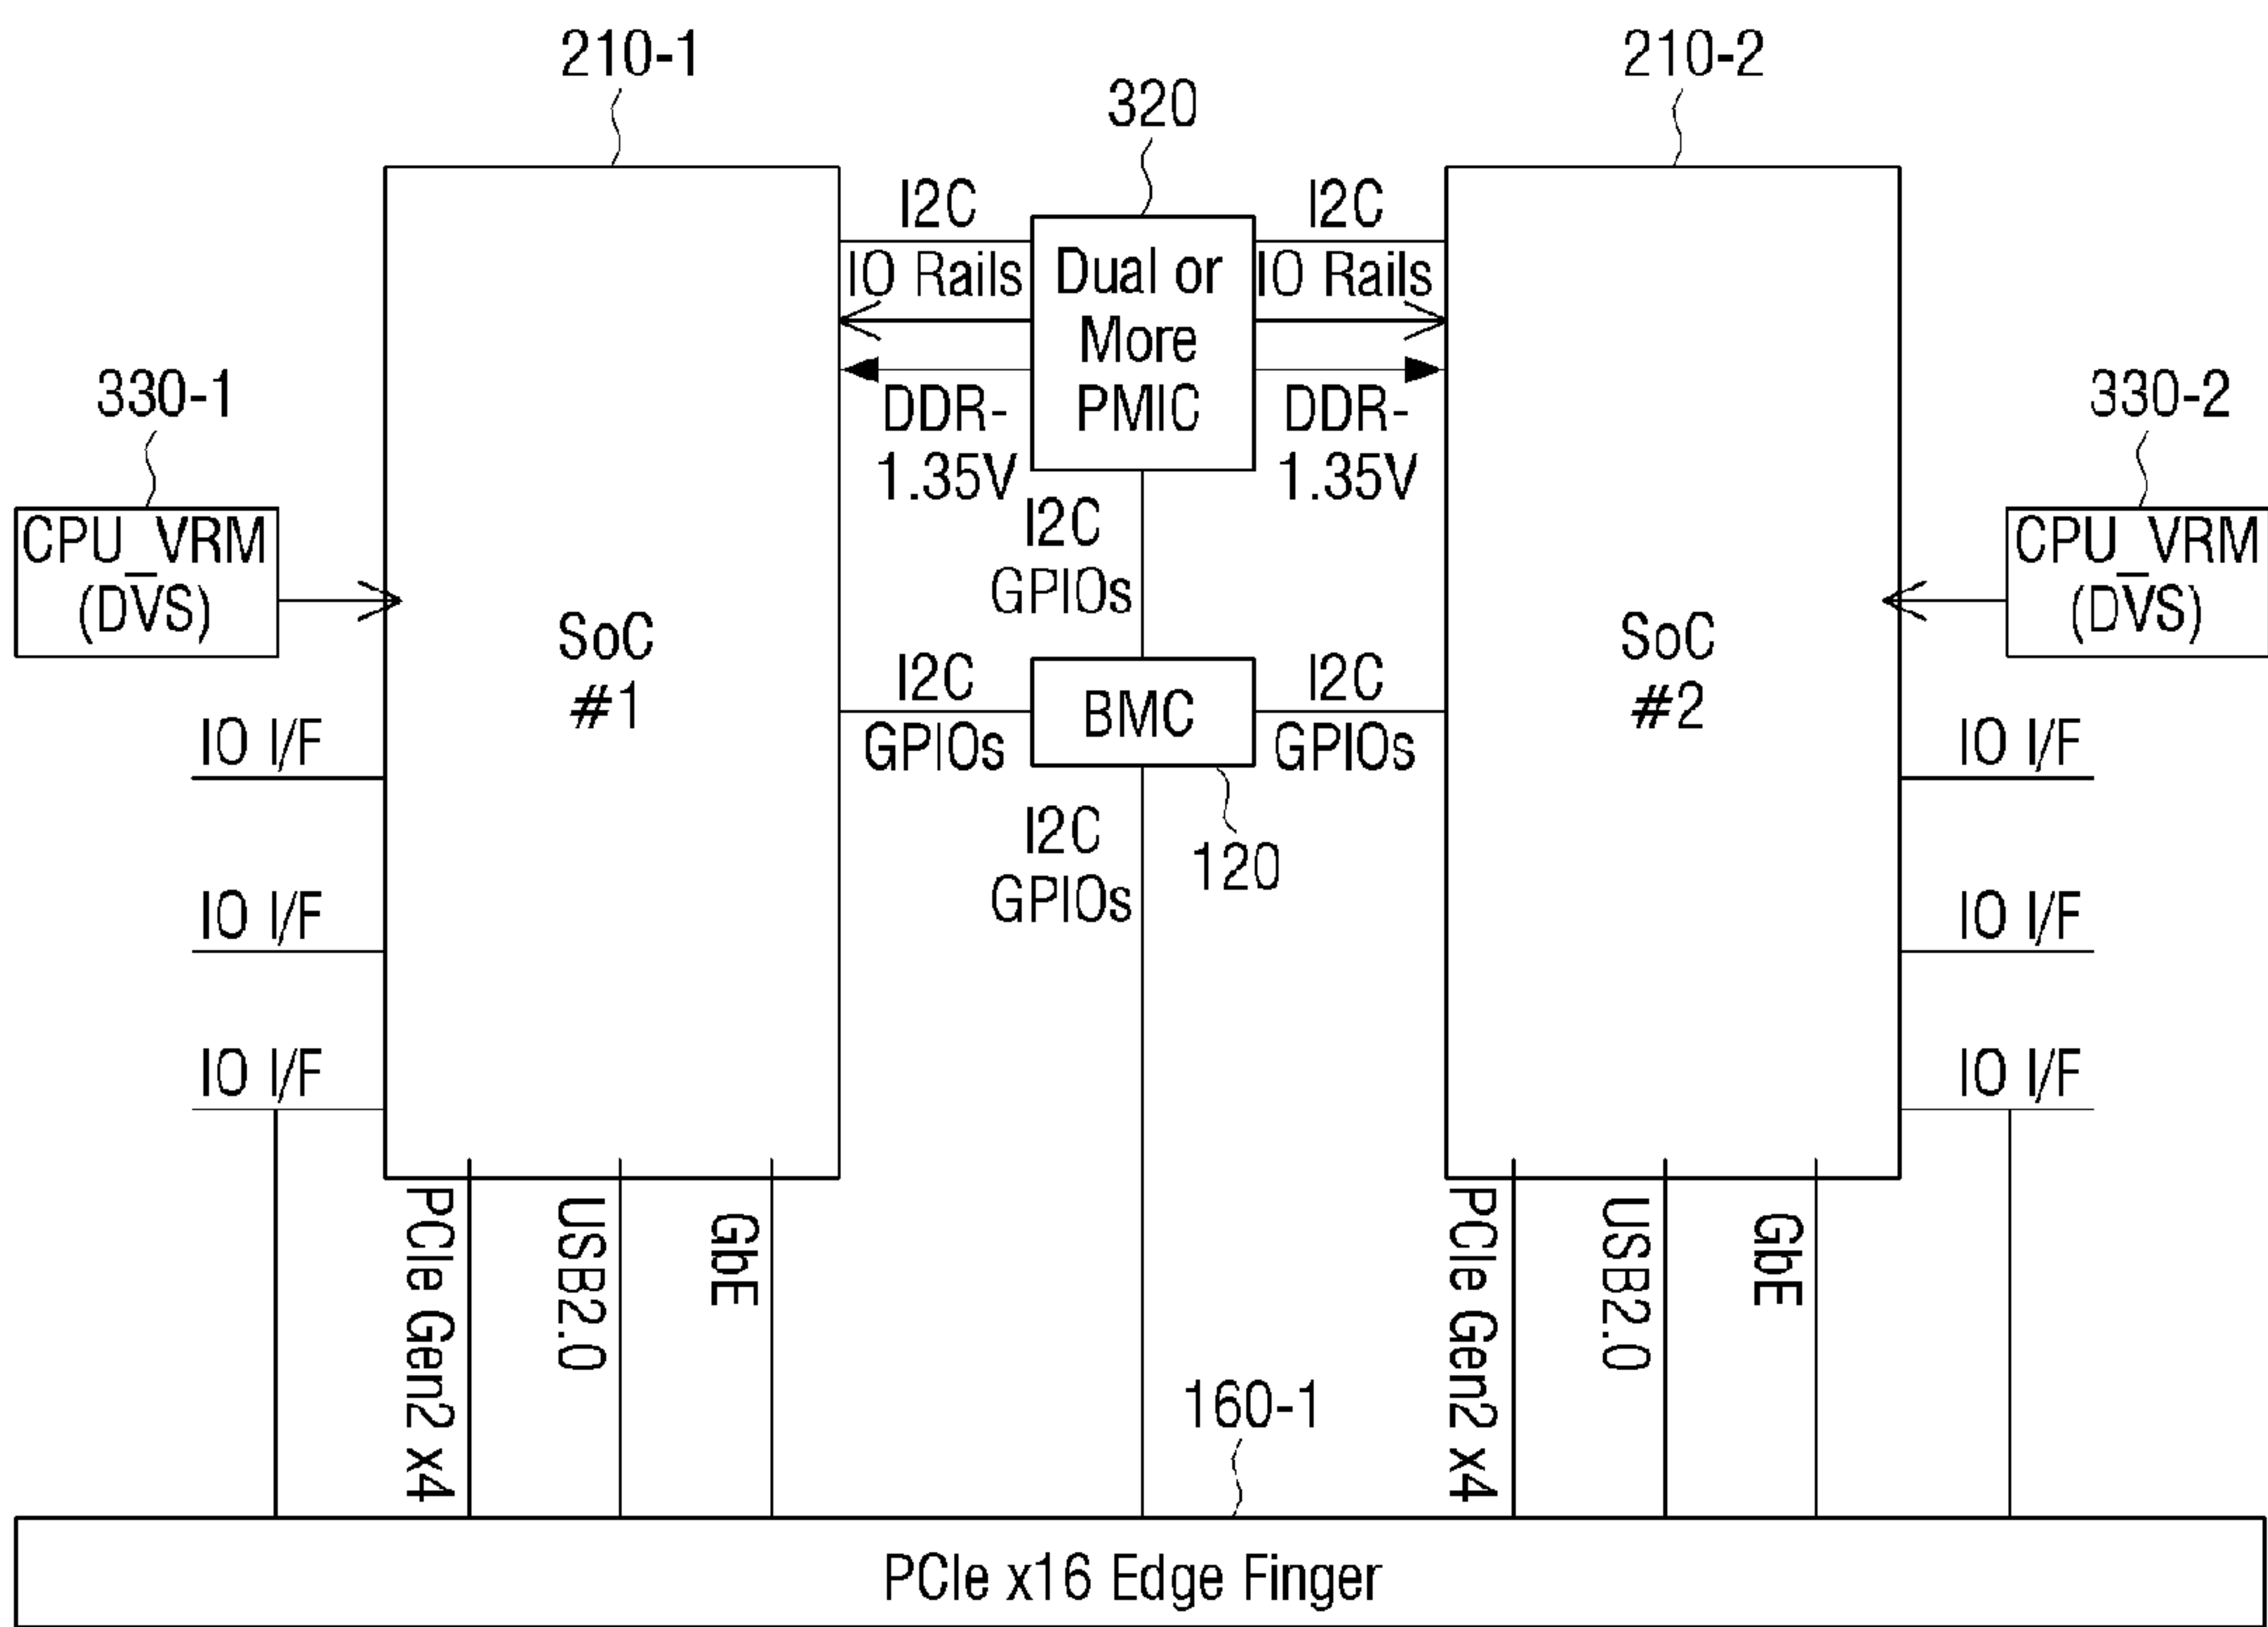 210-1
210-2
320
I2C
I2C
IO Rails
Dual or
More
PMIC
IO Rails
DDR-
1.35V
DDR-
1.35V
330-1
330-2
CPU_VRM
(DVS)
CPU_VRM
(DVS)
I2C
GPIOs
SoC
#1
SoC
#2
I2C
GPIOs
BMC
I2C
GPIOs
IO I/F
IO I/F
I2C
GPIOs
120
IO I/F
IO I/F
IO I/F
IO I/F
PCIe Gen2 x4
USB2.0
GbE
PCIe Gen2 x4
USB2.0
GbE
160-1
PCIe x16 Edge Finger